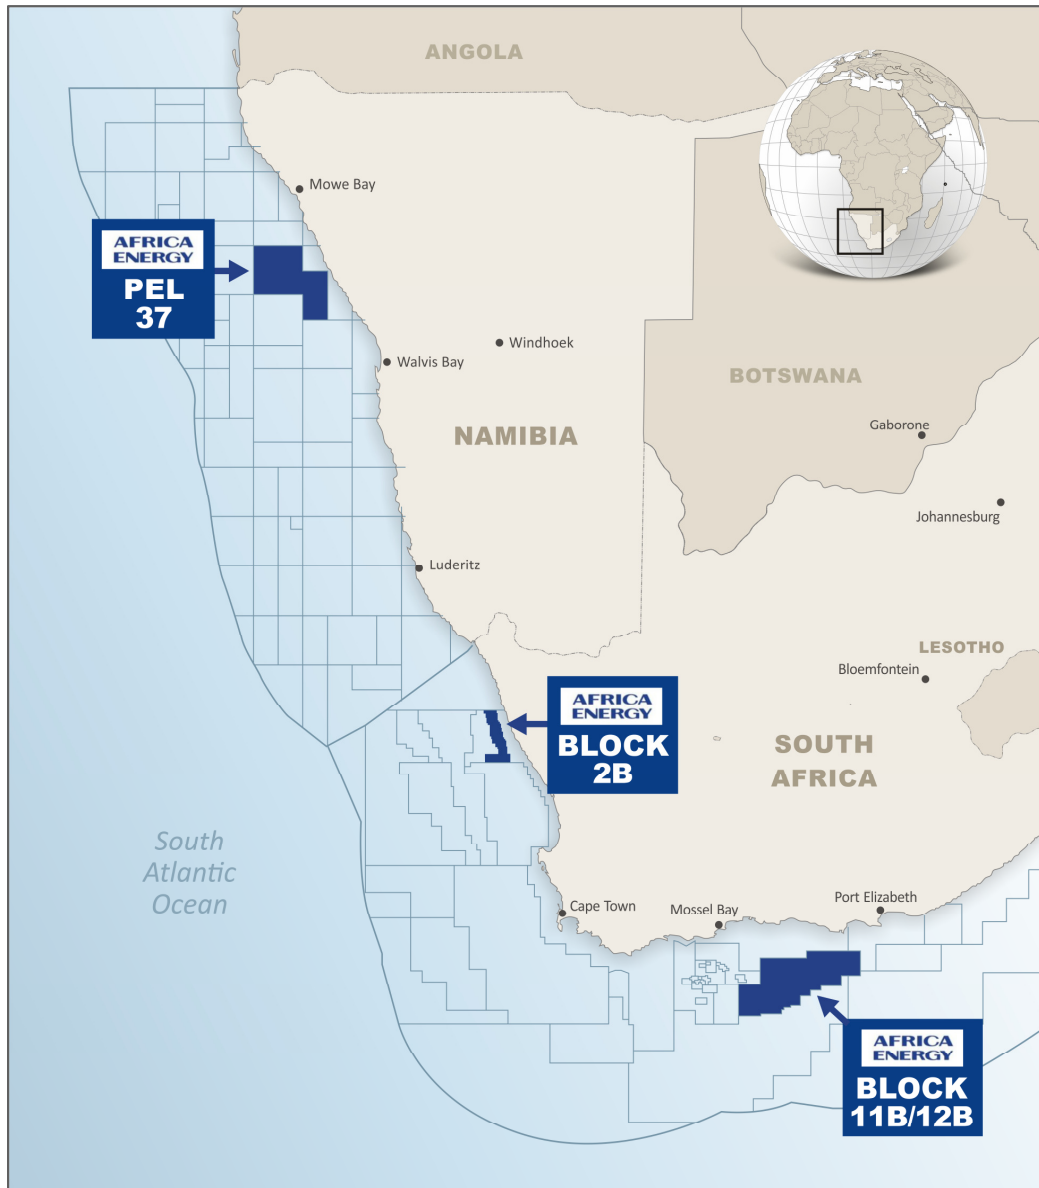 ANGOLA
Mowe Bay
AFRICA
ENERGY
PEL
37
Windhoek
Walvis Bay
BOTSWANA
NAMIBIA
Gaborone
Johannesburg
Luderitz
LESOTHO
Bloemfontein
AFRICA
ENERGY
BLOCK
2B
SOUTH
AFRICA
South
Atlantic
Ocean
Cape Town
Mossel Bay
Port Elizabeth
AFRICA
ENERGY
BLOCK
11B/12B